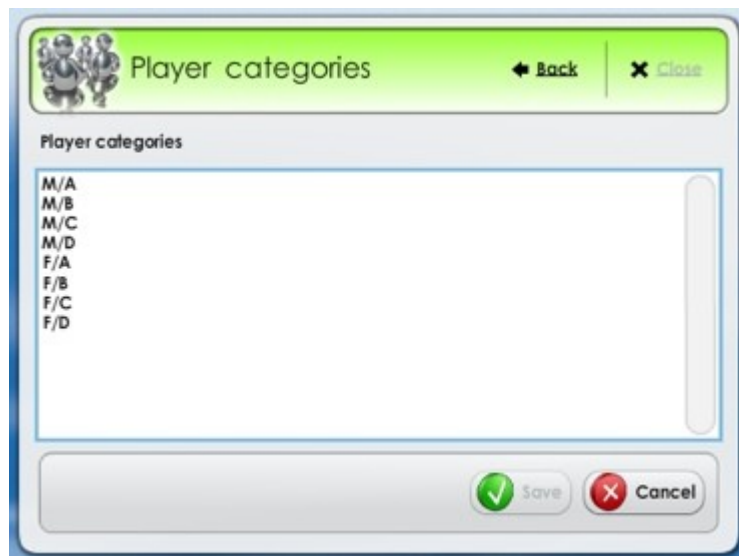 Player categories
Back
Close
Player categories
M/A
M/B
M/C
M/D
F/A
F/B
F/C
F/D
Save
Cancel